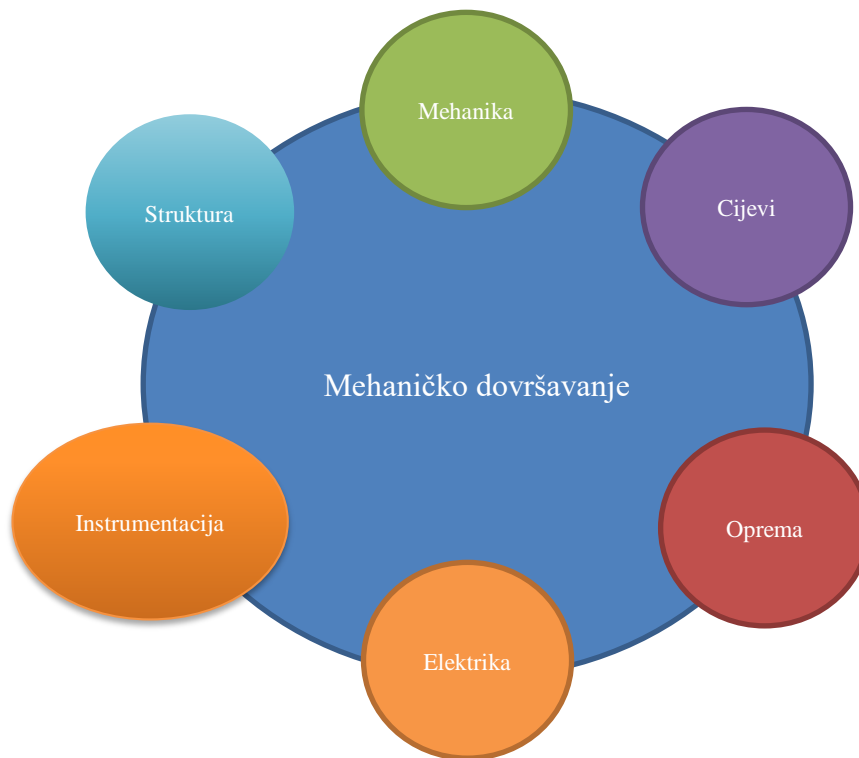 Mehanika
Cijevi
Struktura
Mehaničko dovršavanje
Instrumentacija
Oprema
Elektrika